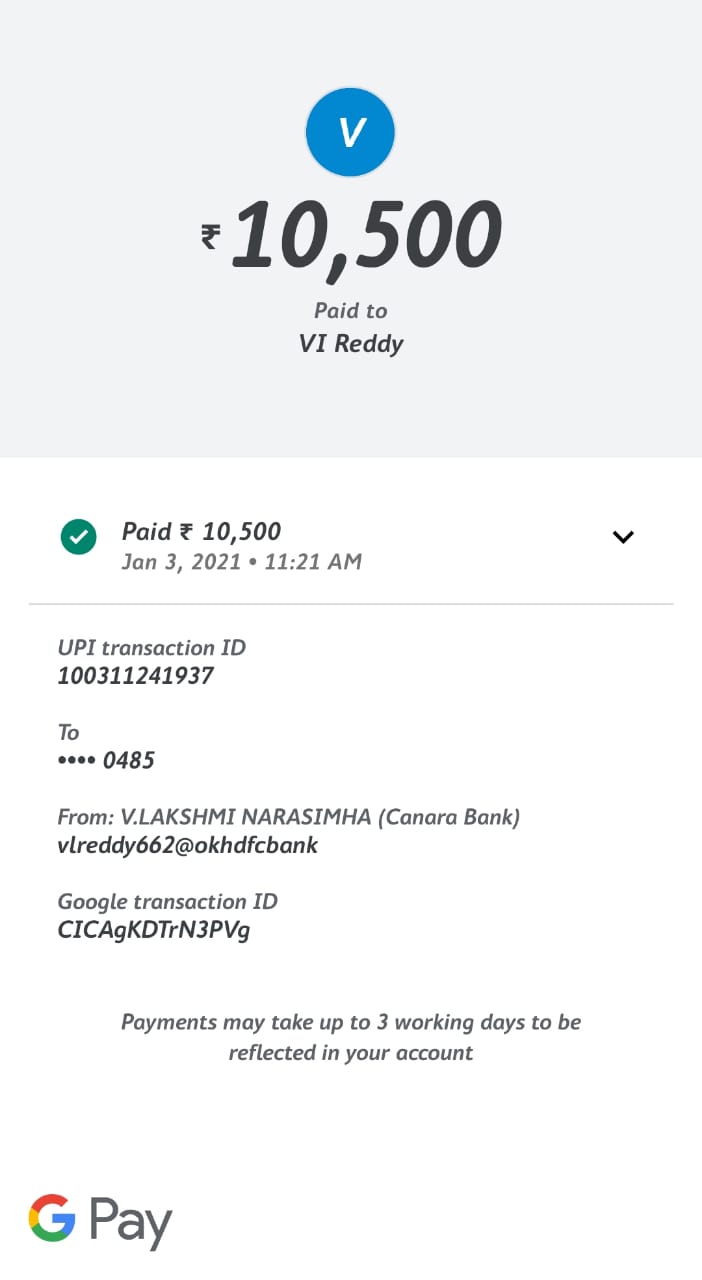 V
₹10,500
Paid to
VI Reddy
Paid ₹ 10,500
Jan 3, 2021 • 11:21 AM
UPI transaction ID
100311241937
To
•••• 0485
From: V.LAKSHMI NARASIMHA (Canara Bank)
vlreddy662@okhdfcbank
Google transaction ID
CICAgKDTrN3PVg
Payments may take up to 3 working days to be
reflected in your account
G Pay